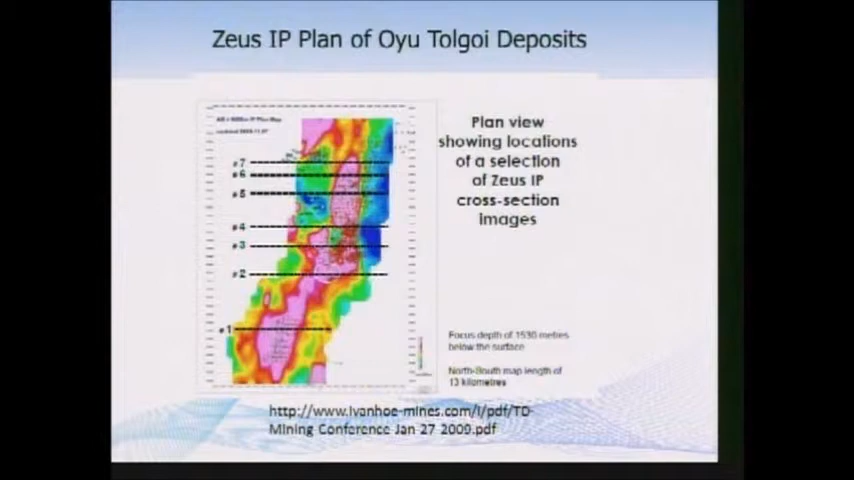 Zeus IP Plan of Oyu Tolgoi Deposits
Plan view
showing locations
of a selection
of Zeus IP
cross-section
images
#7
#6
#5
#4
#3
#2
#1
Focus depth of 1530 metres
below the surface
North-South map length of
13 kilometres
http://www.ivanhoe-mines.com/i/pdf/TD-
Mining Conference Jan 27 2009.pdf